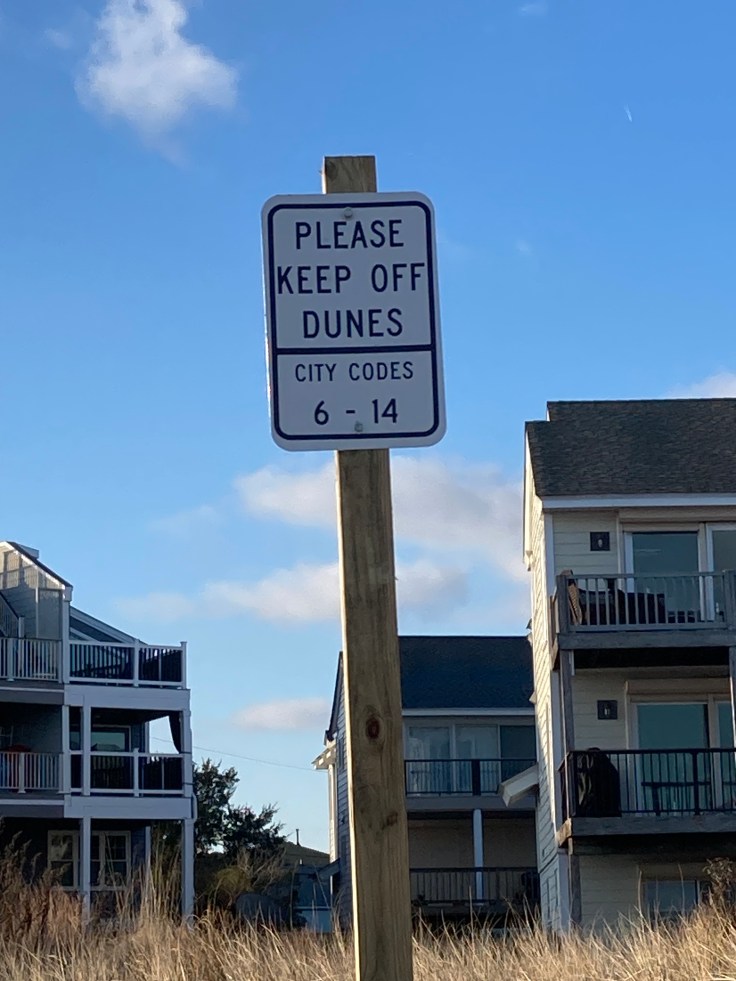 PLEASE
KEEP OFF
DUNES
CITY CODES
6 - 14